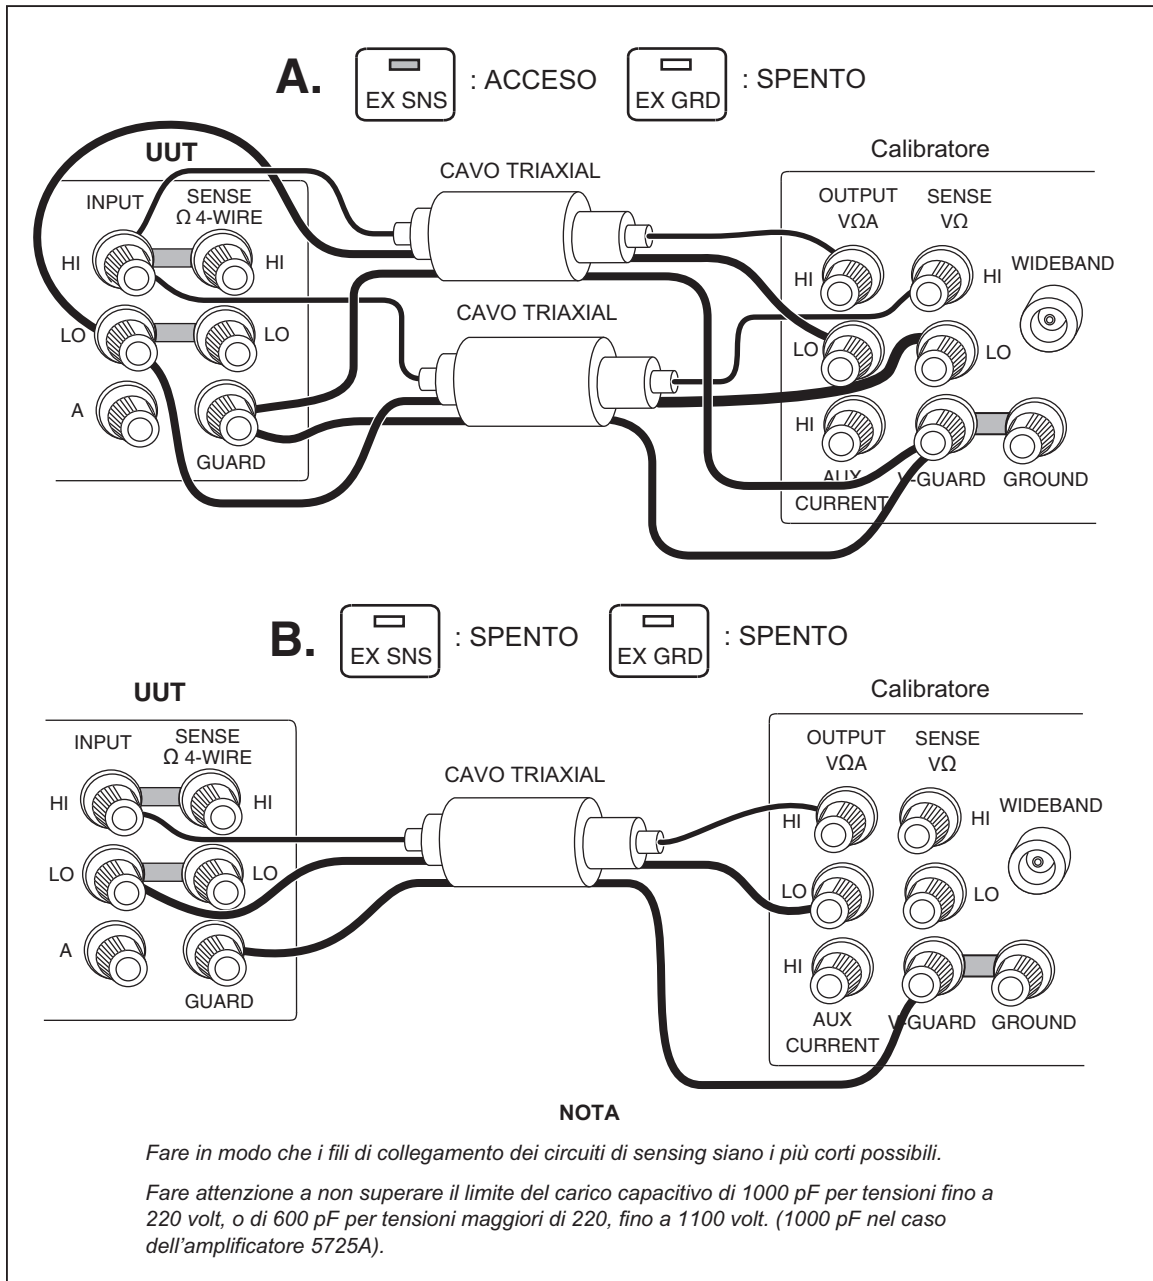 A. EX SNS : ACCESO EX GRD : SPENTO
UUT
Calibratore
CAVO TRIAXIAL
INPUT
SENSE
Ω 4-WIRE
OUTPUT
VΩA
SENSE
VΩ
WIDEBAND
HI
HI
HI
HI
CAVO TRIAXIAL
LO
LO
LO
LO
A
GUARD
HI
AUX
CURRENT
V-GUARD
GROUND
B. EX SNS : SPENTO EX GRD : SPENTO
UUT
Calibratore
INPUT
SENSE
Ω 4-WIRE
CAVO TRIAXIAL
OUTPUT
VΩA
SENSE
VΩ
WIDEBAND
HI
HI
HI
HI
LO
LO
LO
LO
A
GUARD
HI
AUX
CURRENT
V-GUARD
GROUND
NOTA
Fare in modo che i fili di collegamento dei circuiti di sensing siano i più corti possibili.
Fare attenzione a non superare il limite del carico capacitivo di 1000 pF per tensioni fino a
220 volt, o di 600 pF per tensioni maggiori di 220, fino a 1100 volt. (1000 pF nel caso
dell'amplificatore 5725A).